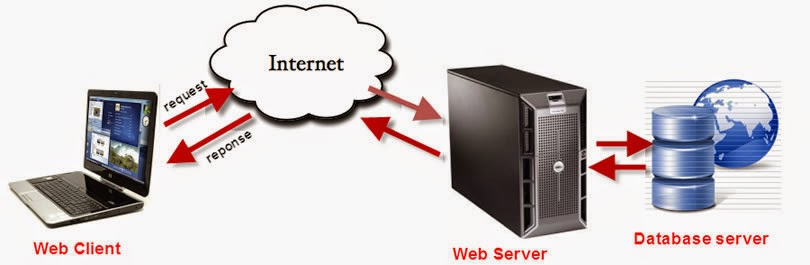 Internet
request
reponse
Web Client
Web Server
Database server